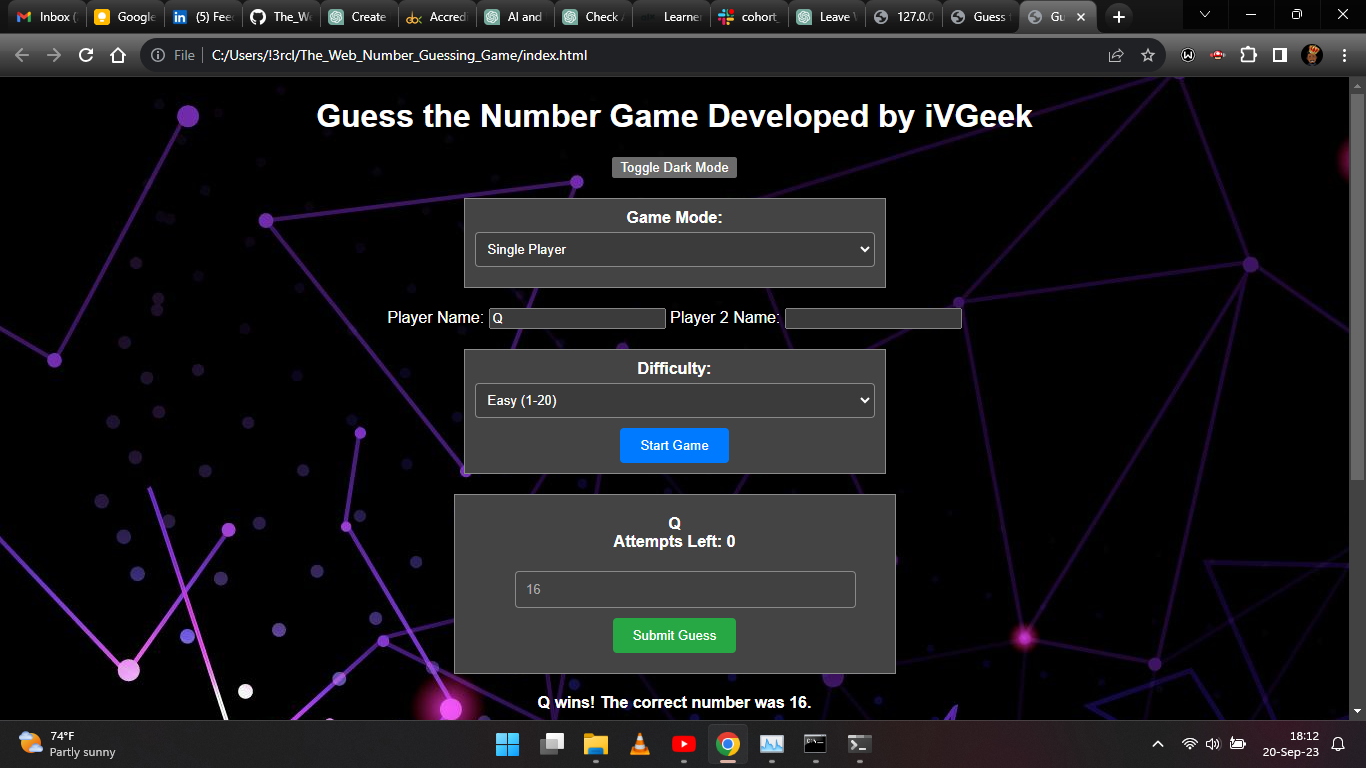 Inbox (
Google
(5) Fee
The_W
Create
Accred
AI and
Check
Learner
cohort_
Leave
127.0.0
Guess
Gu
File
C:/Users/!3rcl/The_Web_Number_Guessing_Game/index.html
Guess the Number Game Developed by iVGeek
Toggle Dark Mode
Game Mode:
Single Player
Player Name: Q Player 2 Name:
Difficulty:
Easy (1-20)
Start Game
Q
Attempts Left: 0
16
Submit Guess
Q wins! The correct number was 16.
74°F
Partly sunny
18:12
20-Sep-23